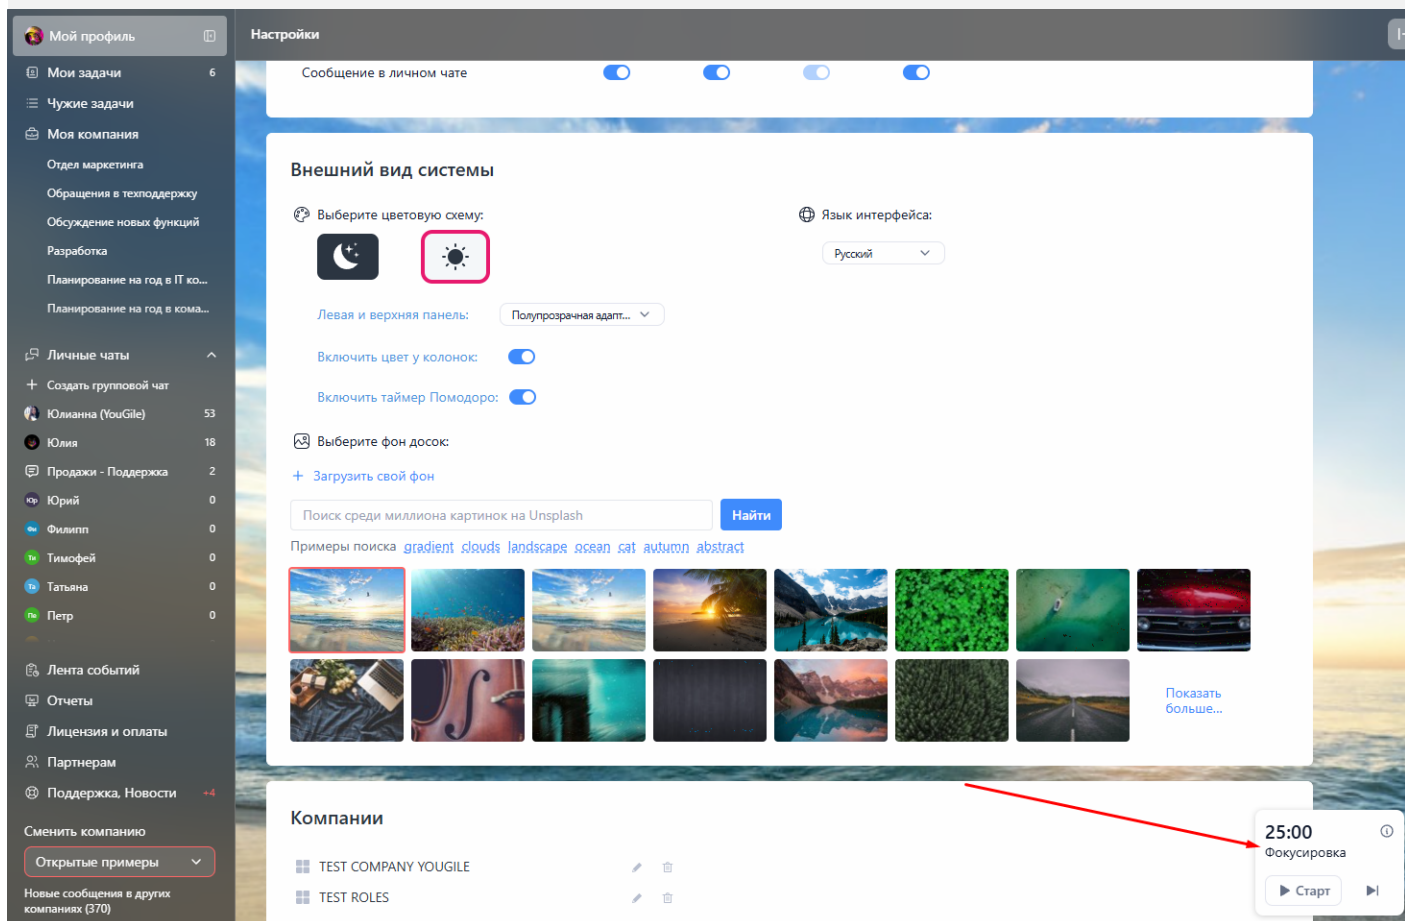 Мой профиль
Мои задачи 6
Чужие задачи
Моя компания
Отдел маркетинга
Обращения в техподдержку
Обсуждение новых функций
Разработка
Планирование на год в IT ко...
Планирование на год в кома...
Личные чаты
Создать групповой чат
Юлианна (YouGile) 53
Юлия 18
Продажи - Поддержка 2
Юр Юрий 0
Фи Филипп 0
Ти Тимофей 0
Та Татьяна 0
Пе Петр 0
Лента событий
Отчеты
Лицензия и оплаты
Партнерам
Поддержка, Новости +4
Сменить компанию
Открытые примеры
Новые сообщения в других
компаниях (370)
Настройки
Сообщение в личном чате
Внешний вид системы
Выберите цветовую схему:
Язык интерфейса:
Русский
Левая и верхняя панель: Полупрозрачная адапт...
Включить цвет у колонок:
Включить таймер Помодоро:
Выберите фон досок:
+ Загрузить свой фон
Поиск среди миллиона картинок на Unsplash Найти
Примеры поиска gradient clouds landscape ocean cat autumn abstract
Показать
больше...
Компании
TEST COMPANY YOUGILE
TEST ROLES
25:00
Фокусировка
Старт